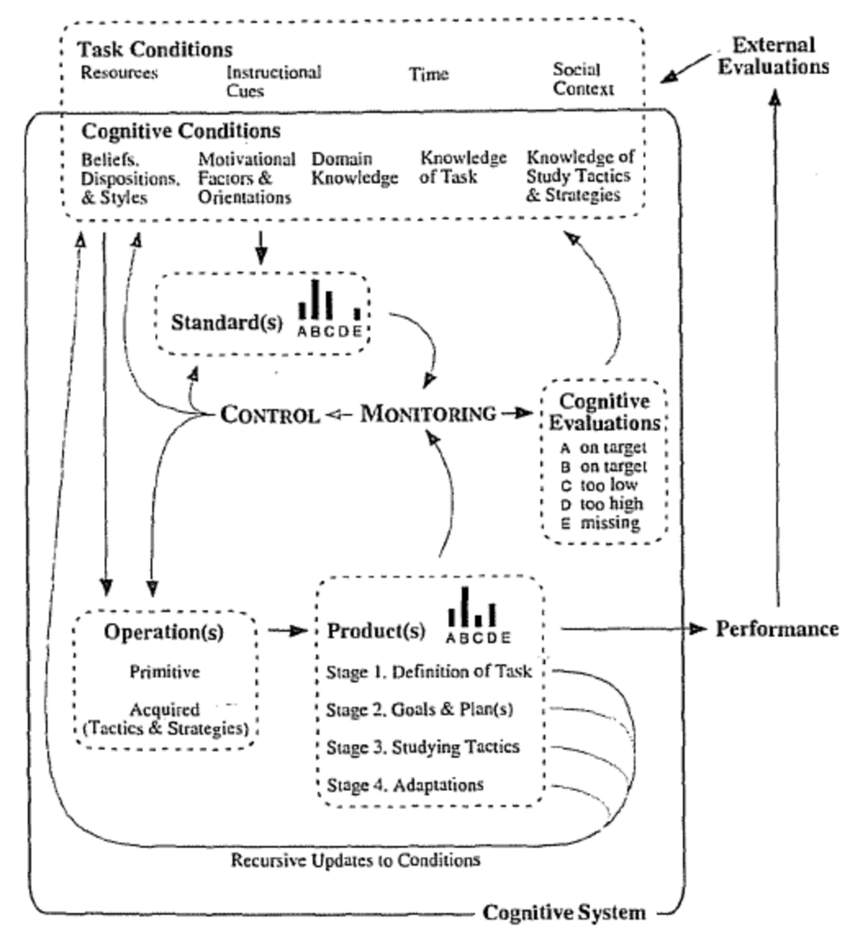 Task Conditions
Resources
Instructional
Cues
Time
Social
Context
External
Evaluations
Cognitive Conditions
Beliefs,
Dispositions,
& Styles
Motivational
Factors &
Orientations
Domain
Knowledge
Knowledge
of Task
Knowledge of
Study Tactics
& Strategies
Standard(s)
A B C D E
CONTROL
MONITORING
Cognitive
Evaluations
A on target
B on target
C too low
D too high
E missing
Operation(s)
Primitive
Acquired
(Tactics & Strategies)
Product(s)
A B C D E
Stage 1. Definition of Task
Stage 2. Goals & Plan(s)
Stage 3. Studying Tactics
Stage 4. Adaptations
Performance
Recursive Updates to Conditions
Cognitive System